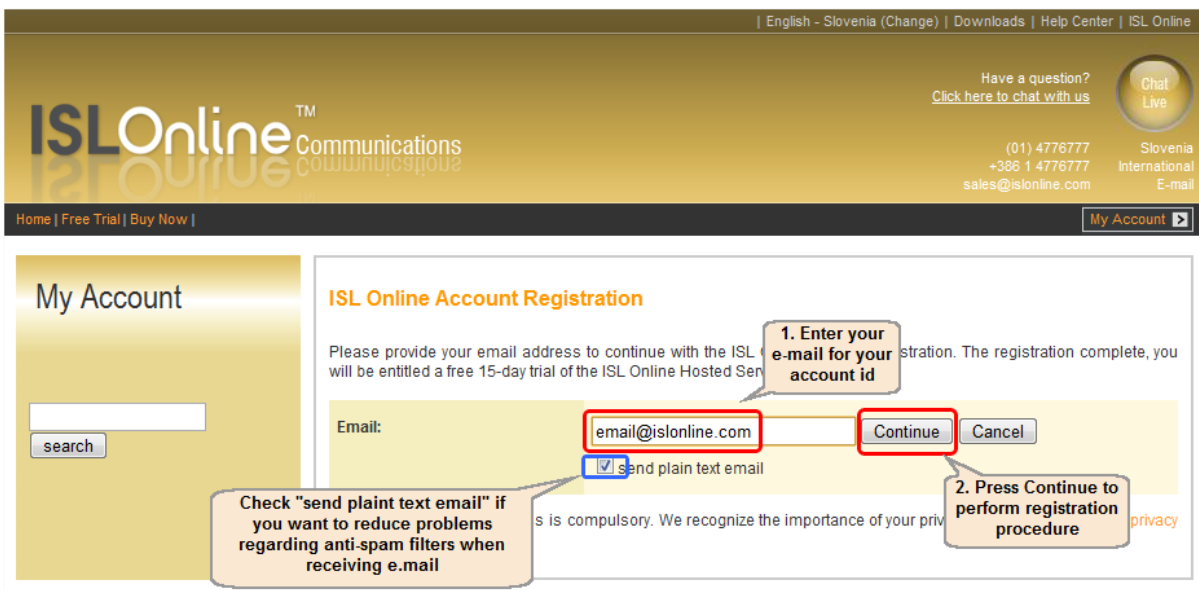 | English - Slovenia (Change) | Downloads | Help Center | ISL Online
Have a question?
Click here to chat with us
Chat
Live
ISLOnline™
Communications
(01) 4776777 Slovenia
+386 1 4776777 International
sales@islonline.com E-mail
Home | Free Trial | Buy Now |
My Account
My Account
search
ISL Online Account Registration
Please provide your email address to continue with the ISL stration. The registration complete, you
will be entitled a free 15-day trial of the ISL Online Hosted Ser
1. Enter your
e-mail for your
account id
Email:
email@islonline.com
Continue
Cancel
send plain text email
Check "send plaint text email" if
you want to reduce problems
regarding anti-spam filters when
receiving e.mail
2. Press Continue to
perform registration
procedure
s is compulsory. We recognize the importance of your priv privacy